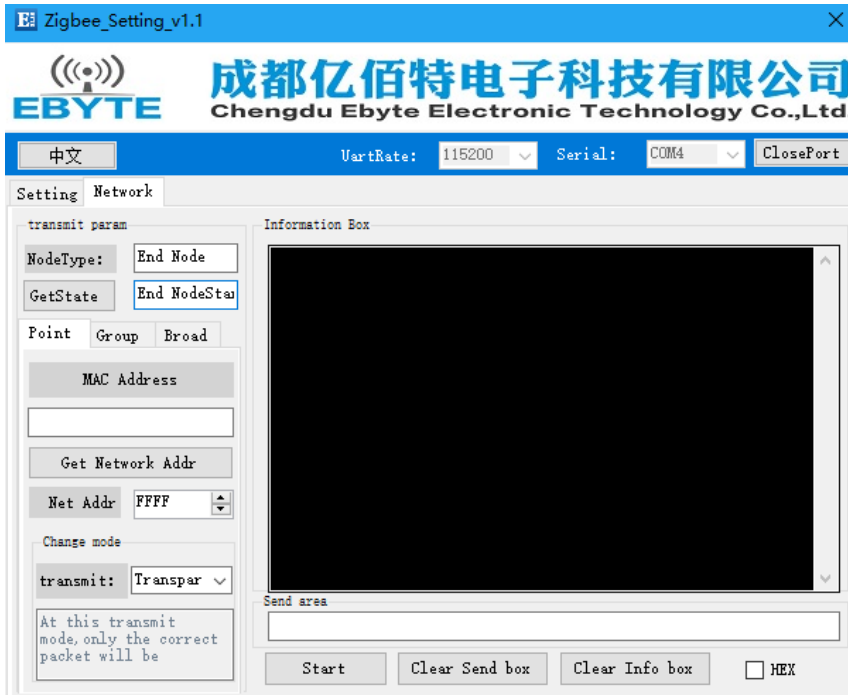 Zigbee_Setting_v1.1
EBYTE
成都亿佰特电子科技有限公司
Chengdu Ebyte Electronic Technology Co.,Ltd
中文
UartRate:
115200
Serial:
COM4
ClosePort
Setting
Network
transmit param
NodeType:
End Node
GetState
End NodeStar
Point
Group
Broad
MAC Address
Get Network Addr
Net Addr
FFFF
Change mode
transmit:
Transpar
At this transmit
mode,only the correct
packet will be
Information Box
Send area
Start
Clear Send box
Clear Info box
HEX